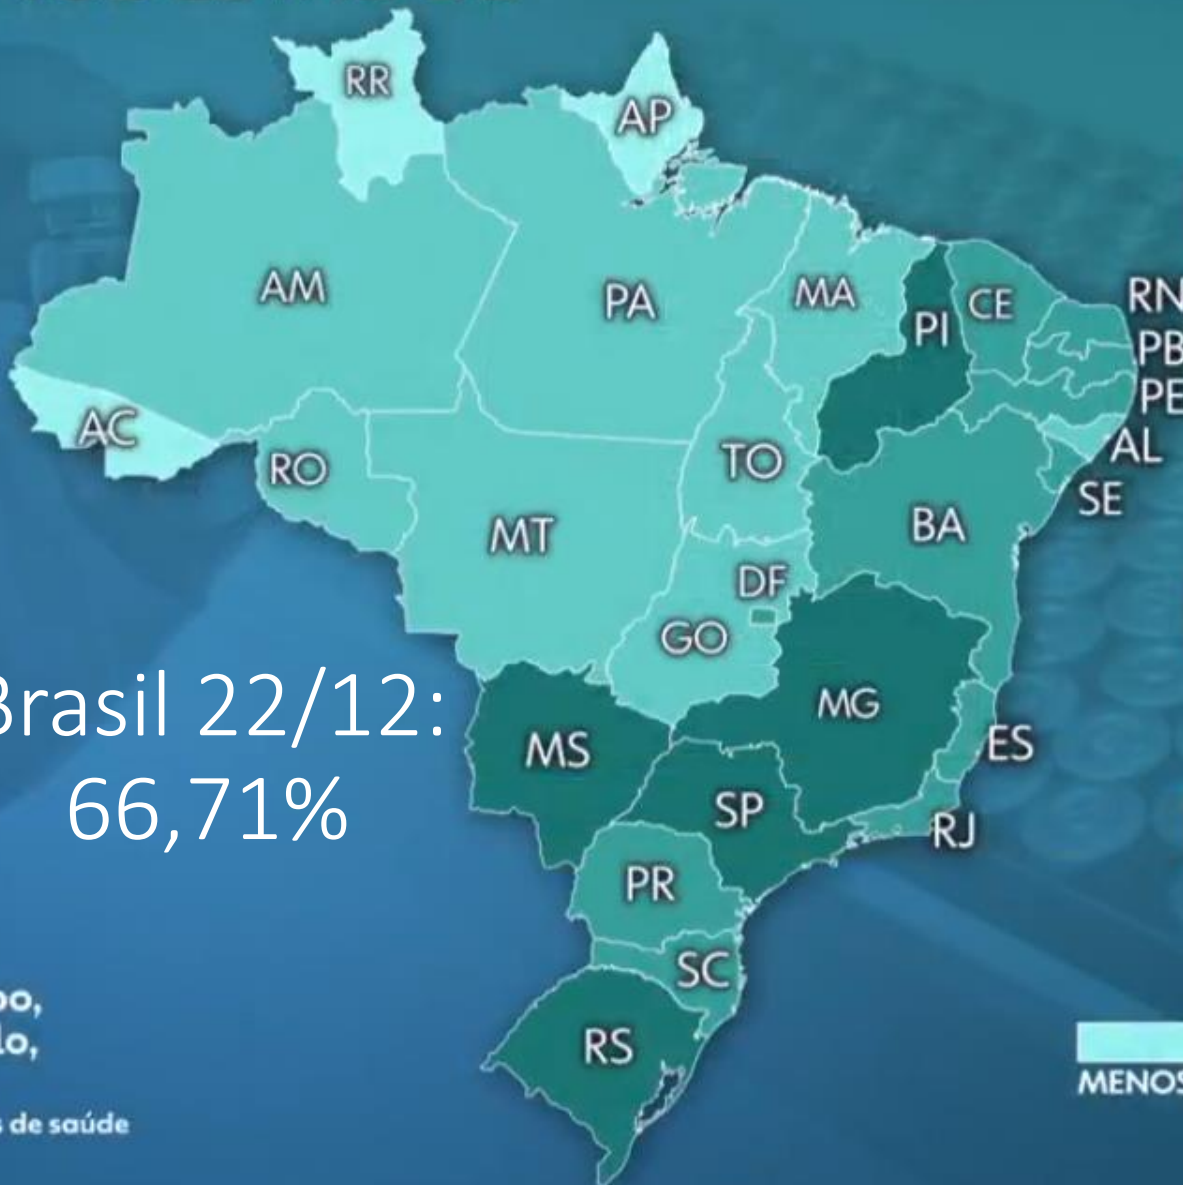 RR
AP
AM
PA
MA
PI
CE
RN
PB
PE
AC
RO
TO
AL
SE
MT
BA
DF
GO
Brasil 22/12:
66,71%
MS
MG
ES
SP
RJ
PR
SC
RS
MENOS
s de saúde